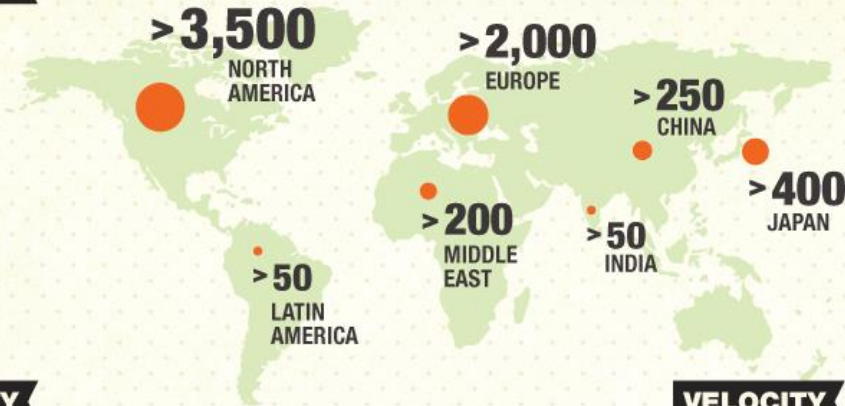 >3,500
NORTH
AMERICA
>2,000
EUROPE
>250
CHINA
>400
JAPAN
>200
MIDDLE
EAST
>50
INDIA
>50
LATIN
AMERICA
VELOCITY